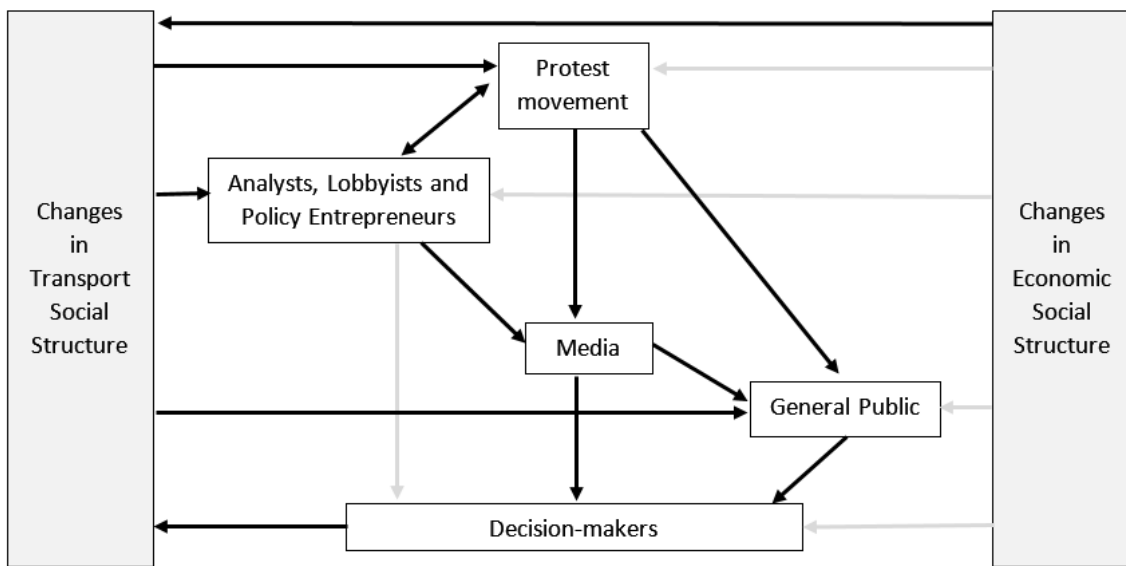 Protest
movement
Analysts, Lobbyists and
Policy Entrepreneurs
Changes
in
Transport
Social
Structure
Changes
in
Economic
Social
Structure
Media
General Public
Decision-makers